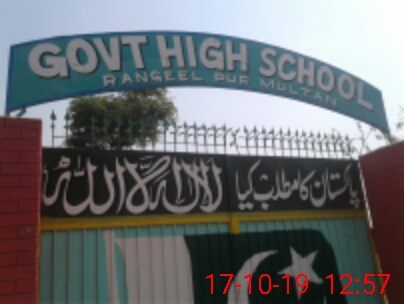 GOVT HIGH SCHOOL
RANGEEL PUR MULTAN
پاکستان کا مطلب کیا لا الہ الا اللہ
17-10-19 12:57